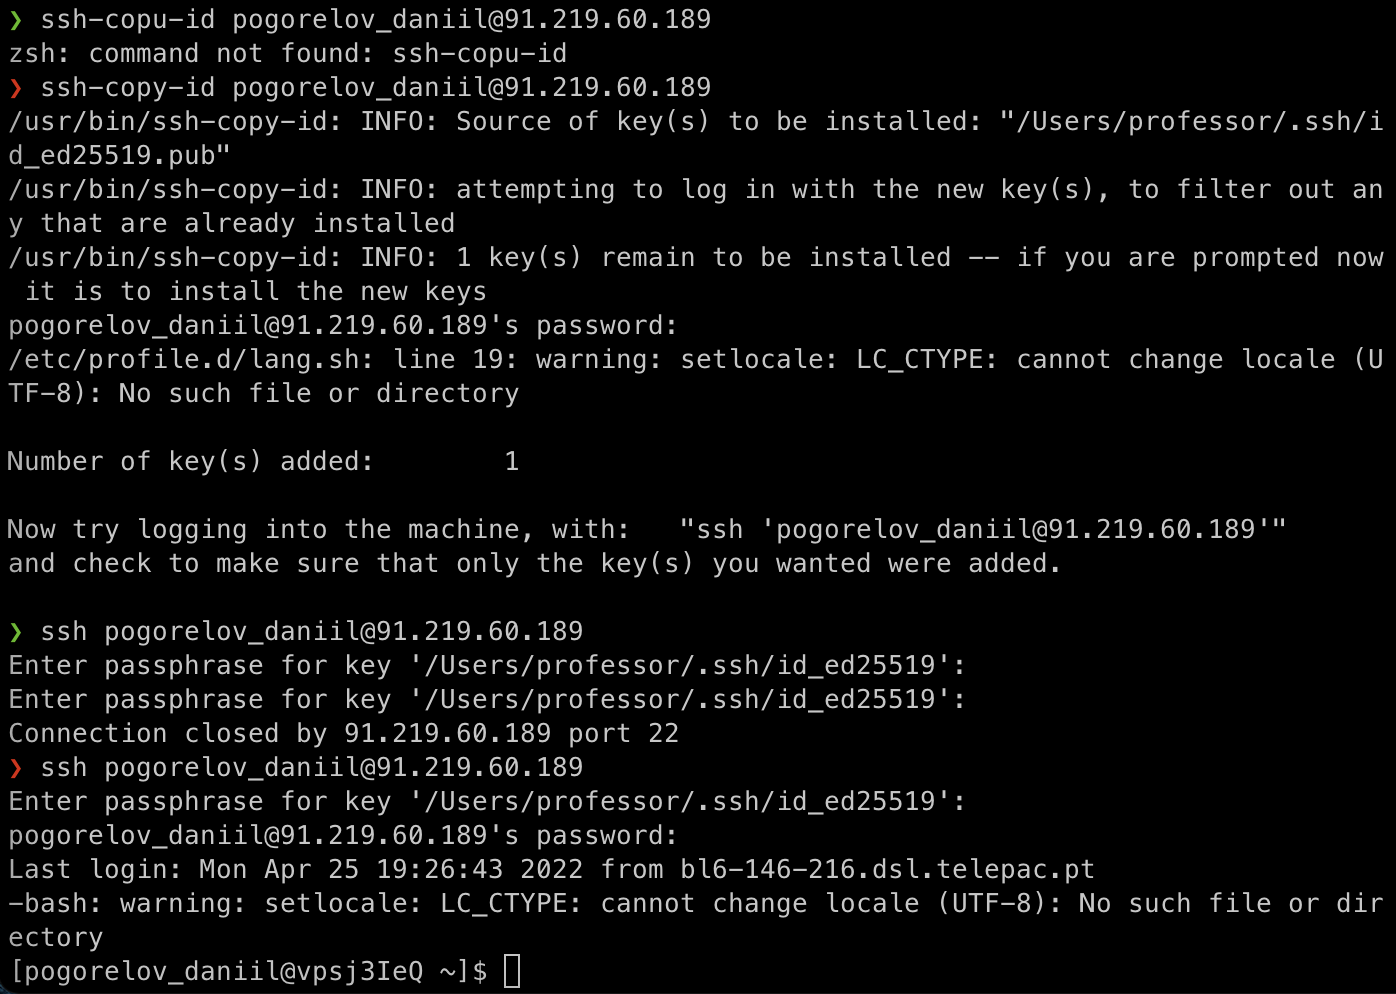 ❯ ssh-copu-id pogorelov_daniil@91.219.60.189
zsh: command not found: ssh-copu-id
❯ ssh-copy-id pogorelov_daniil@91.219.60.189
/usr/bin/ssh-copy-id: INFO: Source of key(s) to be installed: "/Users/professor/.ssh/i
d_ed25519.pub"
/usr/bin/ssh-copy-id: INFO: attempting to log in with the new key(s), to filter out an
y that are already installed
/usr/bin/ssh-copy-id: INFO: 1 key(s) remain to be installed -- if you are prompted now
 it is to install the new keys
pogorelov_daniil@91.219.60.189's password:
/etc/profile.d/lang.sh: line 19: warning: setlocale: LC_CTYPE: cannot change locale (U
TF-8): No such file or directory

Number of key(s) added:        1

Now try logging into the machine, with:   "ssh 'pogorelov_daniil@91.219.60.189'"
and check to make sure that only the key(s) you wanted were added.

❯ ssh pogorelov_daniil@91.219.60.189
Enter passphrase for key '/Users/professor/.ssh/id_ed25519':
Enter passphrase for key '/Users/professor/.ssh/id_ed25519':
Connection closed by 91.219.60.189 port 22
❯ ssh pogorelov_daniil@91.219.60.189
Enter passphrase for key '/Users/professor/.ssh/id_ed25519':
pogorelov_daniil@91.219.60.189's password:
Last login: Mon Apr 25 19:26:43 2022 from bl6-146-216.dsl.telepac.pt
-bash: warning: setlocale: LC_CTYPE: cannot change locale (UTF-8): No such file or dir
ectory
[pogorelov_daniil@vpsj3IeQ ~]$